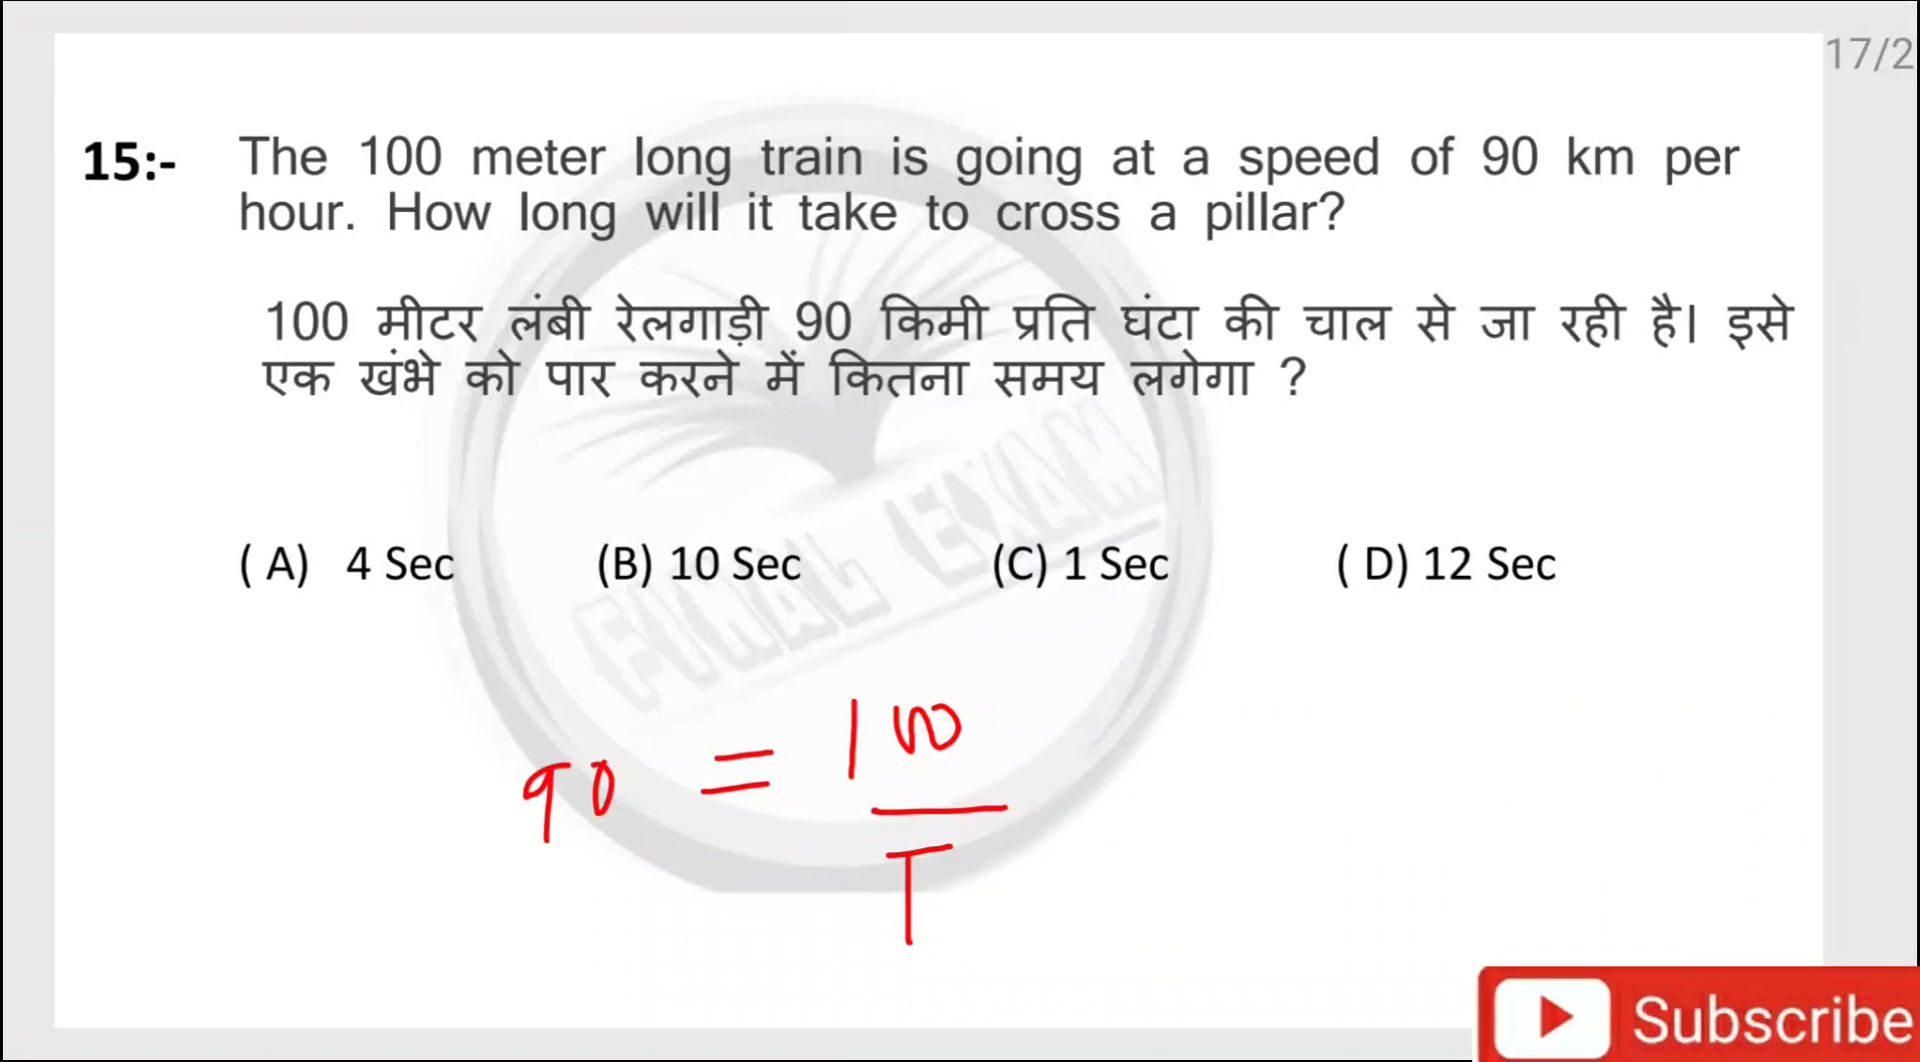 17/2
15:- The 100 meter long train is going at a speed of 90 km per
hour. How long will it take to cross a pillar?
100 मीटर लंबी रेलगाड़ी 90 किमी प्रति घंटा की चाल से जा रही है। इसे
एक खंभे को पार करने में कितना समय लगेगा ?
( A) 4 Sec (B) 10 Sec (C) 1 Sec ( D) 12 Sec
FINAL EXAM
90 = 100
T
Subscribe